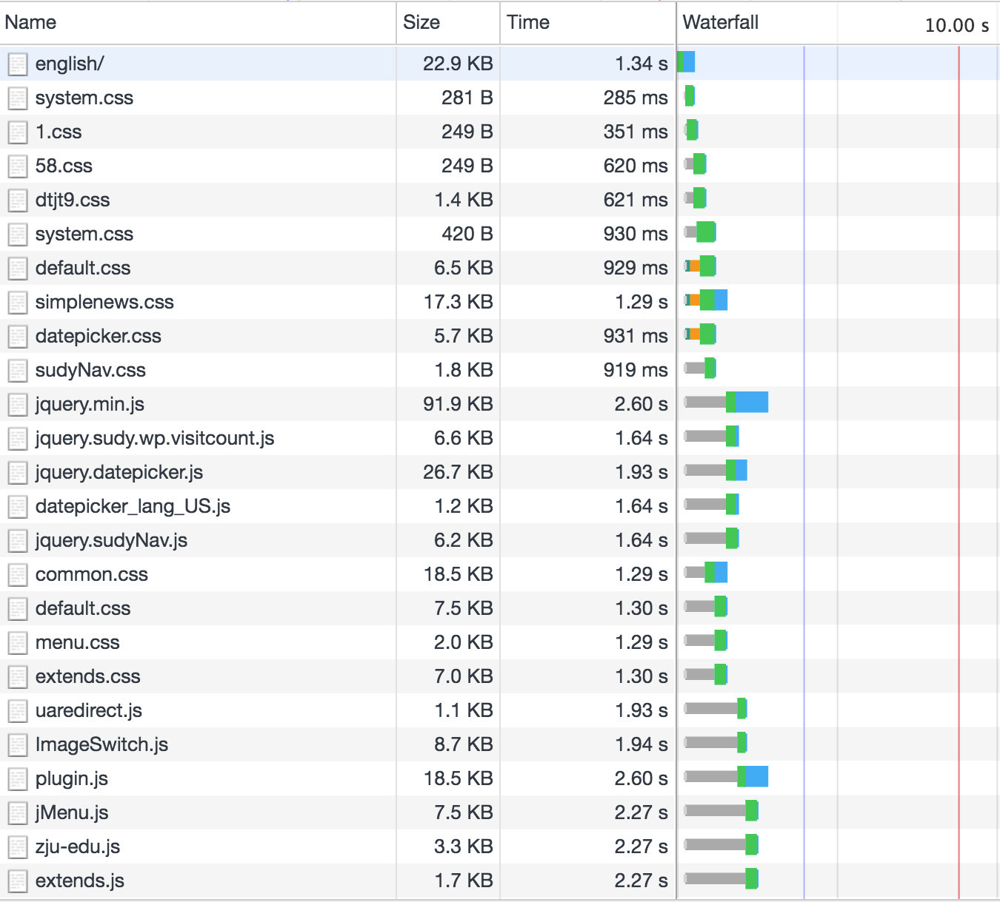 Name Size Time Waterfall 10.00 s
english/ 22.9 KB 1.34 s
system.css 281 B 285 ms
1.css 249 B 351 ms
58.css 249 B 620 ms
dtjt9.css 1.4 KB 621 ms
system.css 420 B 930 ms
default.css 6.5 KB 929 ms
simplenews.css 17.3 KB 1.29 s
datepicker.css 5.7 KB 931 ms
sudyNav.css 1.8 KB 919 ms
jquery.min.js 91.9 KB 2.60 s
jquery.sudy.wp.visitcount.js 6.6 KB 1.64 s
jquery.datepicker.js 26.7 KB 1.93 s
datepicker_lang_US.js 1.2 KB 1.64 s
jquery.sudyNav.js 6.2 KB 1.64 s
common.css 18.5 KB 1.29 s
default.css 7.5 KB 1.30 s
menu.css 2.0 KB 1.29 s
extends.css 7.0 KB 1.30 s
uaredirect.js 1.1 KB 1.93 s
ImageSwitch.js 8.7 KB 1.94 s
plugin.js 18.5 KB 2.60 s
jMenu.js 7.5 KB 2.27 s
zju-edu.js 3.3 KB 2.27 s
extends.js 1.7 KB 2.27 s